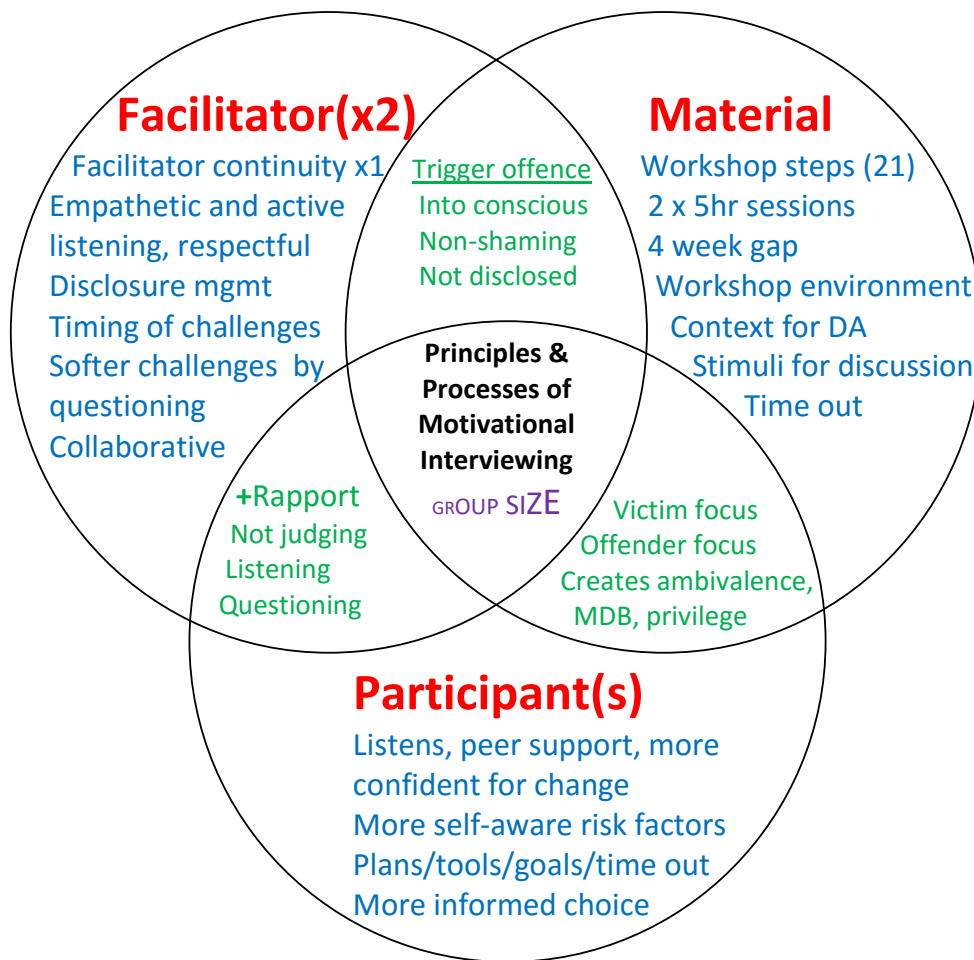 Facilitator(x2)
Facilitator continuity x1
Empathetic and active
listening, respectful
Disclosure mgmt
Timing of challenges
Softer challenges by
questioning
Collaborative
Trigger offence
Into conscious
Non-shaming
Not disclosed
Material
Workshop steps (21)
2 x 5hr sessions
4 week gap
Workshop environment
Context for DA
Stimuli for discussion
Time out
Principles &
Processes of
Motivational
Interviewing
GROUP SIZE
+Rapport
Not judging
Listening
Questioning
Victim focus
Offender focus
Creates ambivalence,
MDB, privilege
Participant(s)
Listens, peer support, more
confident for change
More self-aware risk factors
Plans/tools/goals/time out
More informed choice